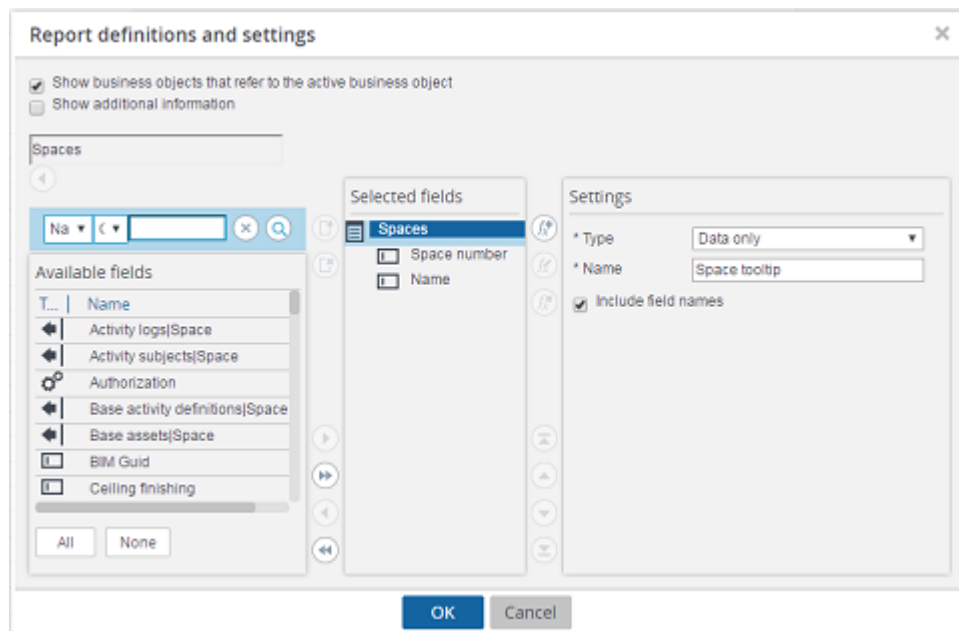 Report definitions and settings
Show business objects that refer to the active business object
Show additional information
Spaces
Na
Available fields
T... Name
Activity logs|Space
Activity subjects|Space
Authorization
Base activity definitions|Space
Base assets|Space
BIM Guid
Ceiling finishing
All None
Selected fields
Spaces
Space number
Name
Settings
* Type Data only
* Name Space tooltip
Include field names
OK Cancel